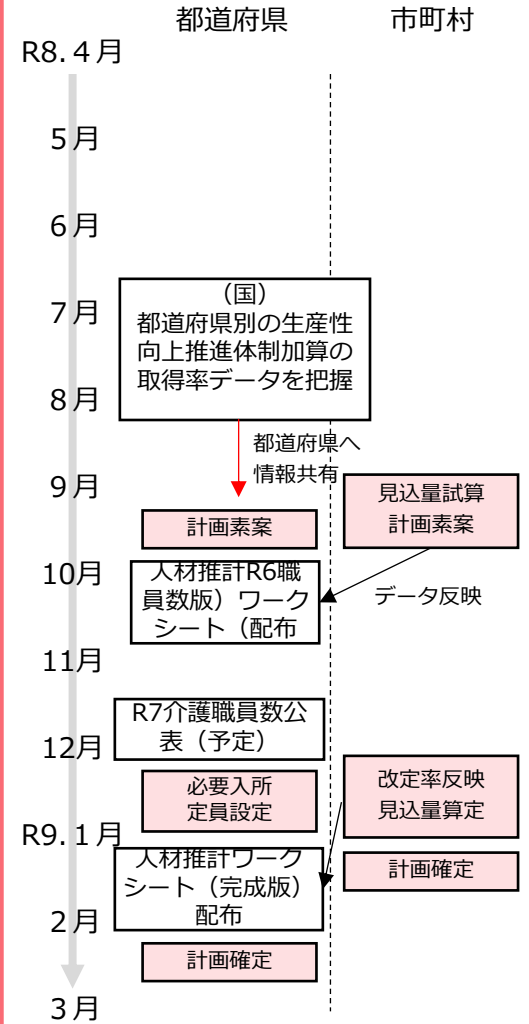 都道府県
市町村
R8.４月
5月
6月
7月
（国）
都道府県別の生産性
向上推進体制加算の
取得率データを把握
8月
都道府県へ
情報共有
9月
見込量試算
計画素案
計画素案
10月
人材推計R6職
員数版）ワーク
シート（配布
データ反映
11月
R7介護職員数公
表（予定）
12月
必要入所
定員設定
改定率反映
見込量算定
R9.１月
人材推計ワーク
シート（完成版）
配布
計画確定
2月
計画確定
3月